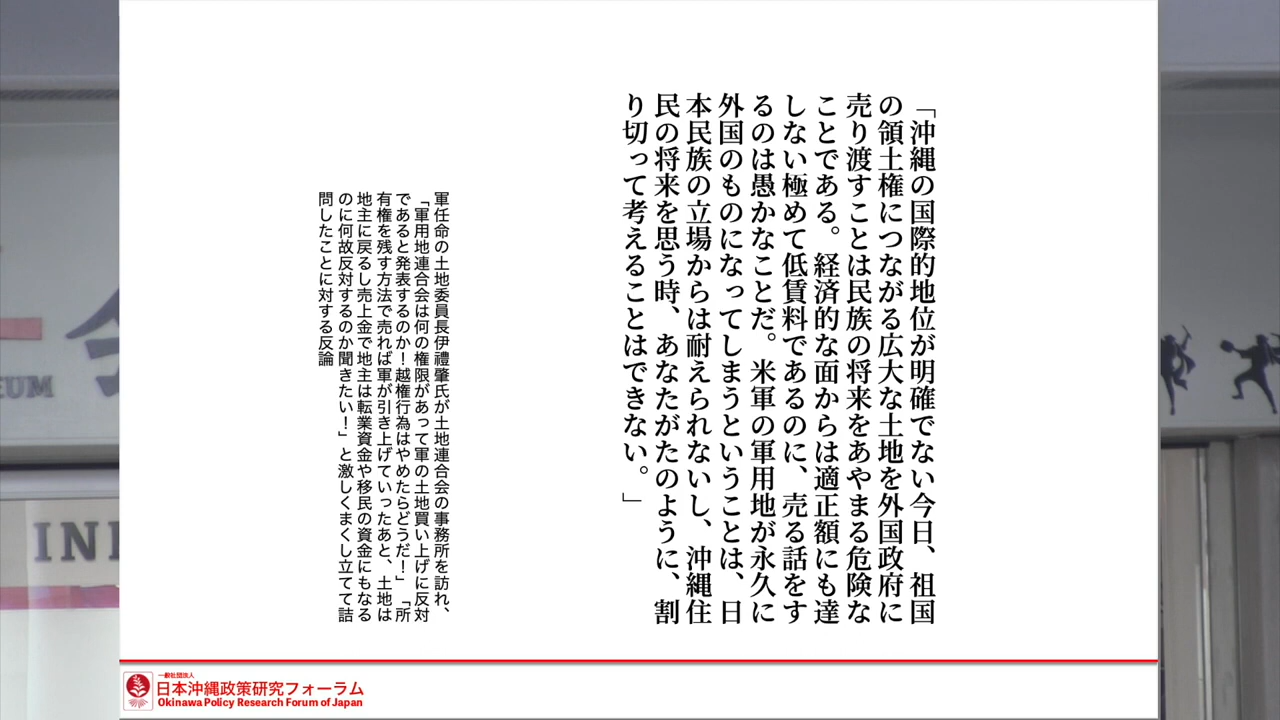 「沖縄の国際的地位が明確でない今日、祖国
の領土権につながる広大な土地を外国政府に
売り渡すことは民族の将来をあやまる危険な
ことである。経済的な面からは適正額にも達
しない極めて低賃料であるのに、売る話をす
るのは愚かなことだ。米軍の軍用地が永久に
外国のものになってしまうということは、日
本民族の立場からは耐えられないし、沖縄住
民の将来を思う時、あなたがたのように、割
り切って考えることはできない。」
軍任命の土地委員長伊禮肇氏が土地連合会の事務所を訪れ、
「軍用地連合会は何の権限があって軍の土地買い上げに反対
であると発表するのか！越権行為はやめたらどうだ！」「所
有権を残す方法で売れば軍が引き上げていったあと、土地は
地主に戻るし売上金で地主は転業資金や移民の資金にもなる
のに何故反対するのか聞きたい！」と激しくまくし立てて詰
問したことに対する反論
EUM
INI
一般社団法人
日本沖縄政策研究フォーラム
Okinawa Policy Research Forum of Japan